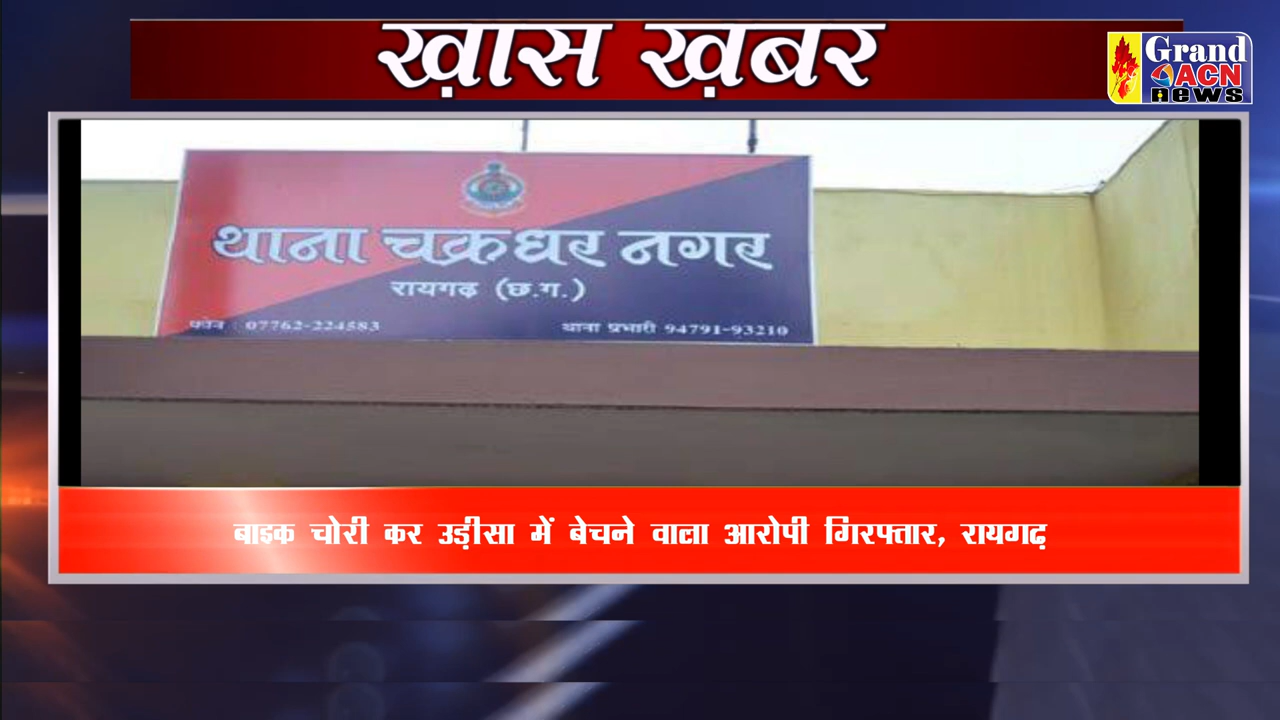 ख़ास ख़बर
Grand
ACN
news
थाना चक्रधर नगर
रायगढ़ (छ.ग.)
फोन : 07762-224583
थाना प्रभारी 94791-93210
बाइक चोरी कर उड़ीसा में बेचने वाला आरोपी गिरफ्तार, रायगढ़